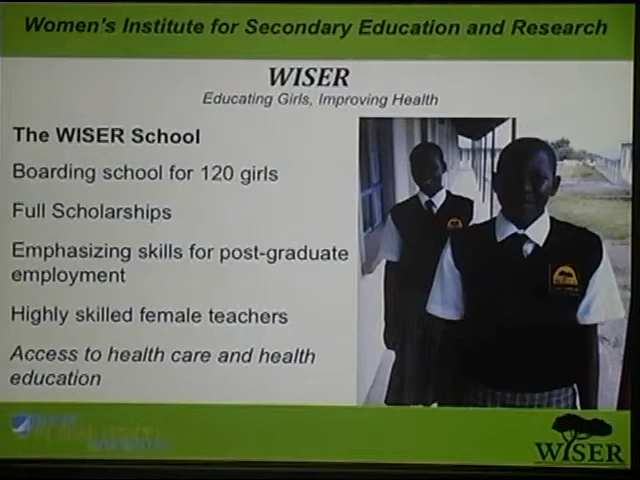 Women's Institute for Secondary Education and Research
WISER
Educating Girls, Improving Health
The WISER School
Boarding school for 120 girls
Full Scholarships
Emphasizing skills for post-graduate
employment
Highly skilled female teachers
Access to health care and health
education
WISER